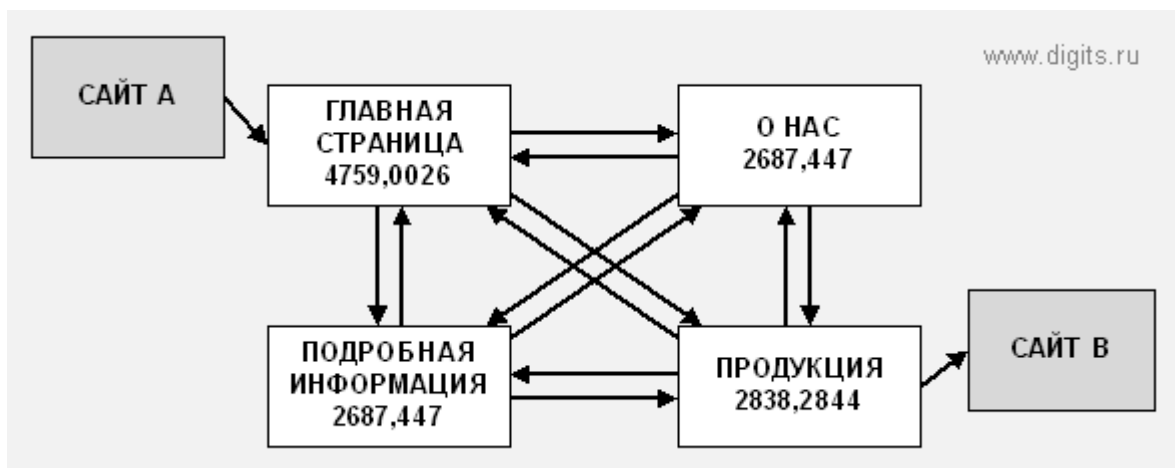 www.digits.ru
САЙТ А
ГЛАВНАЯ
СТРАНИЦА
4759,0026
О НАС
2687,447
ПОДРОБНАЯ
ИНФОРМАЦИЯ
2687,447
ПРОДУКЦИЯ
2838,2844
САЙТ В